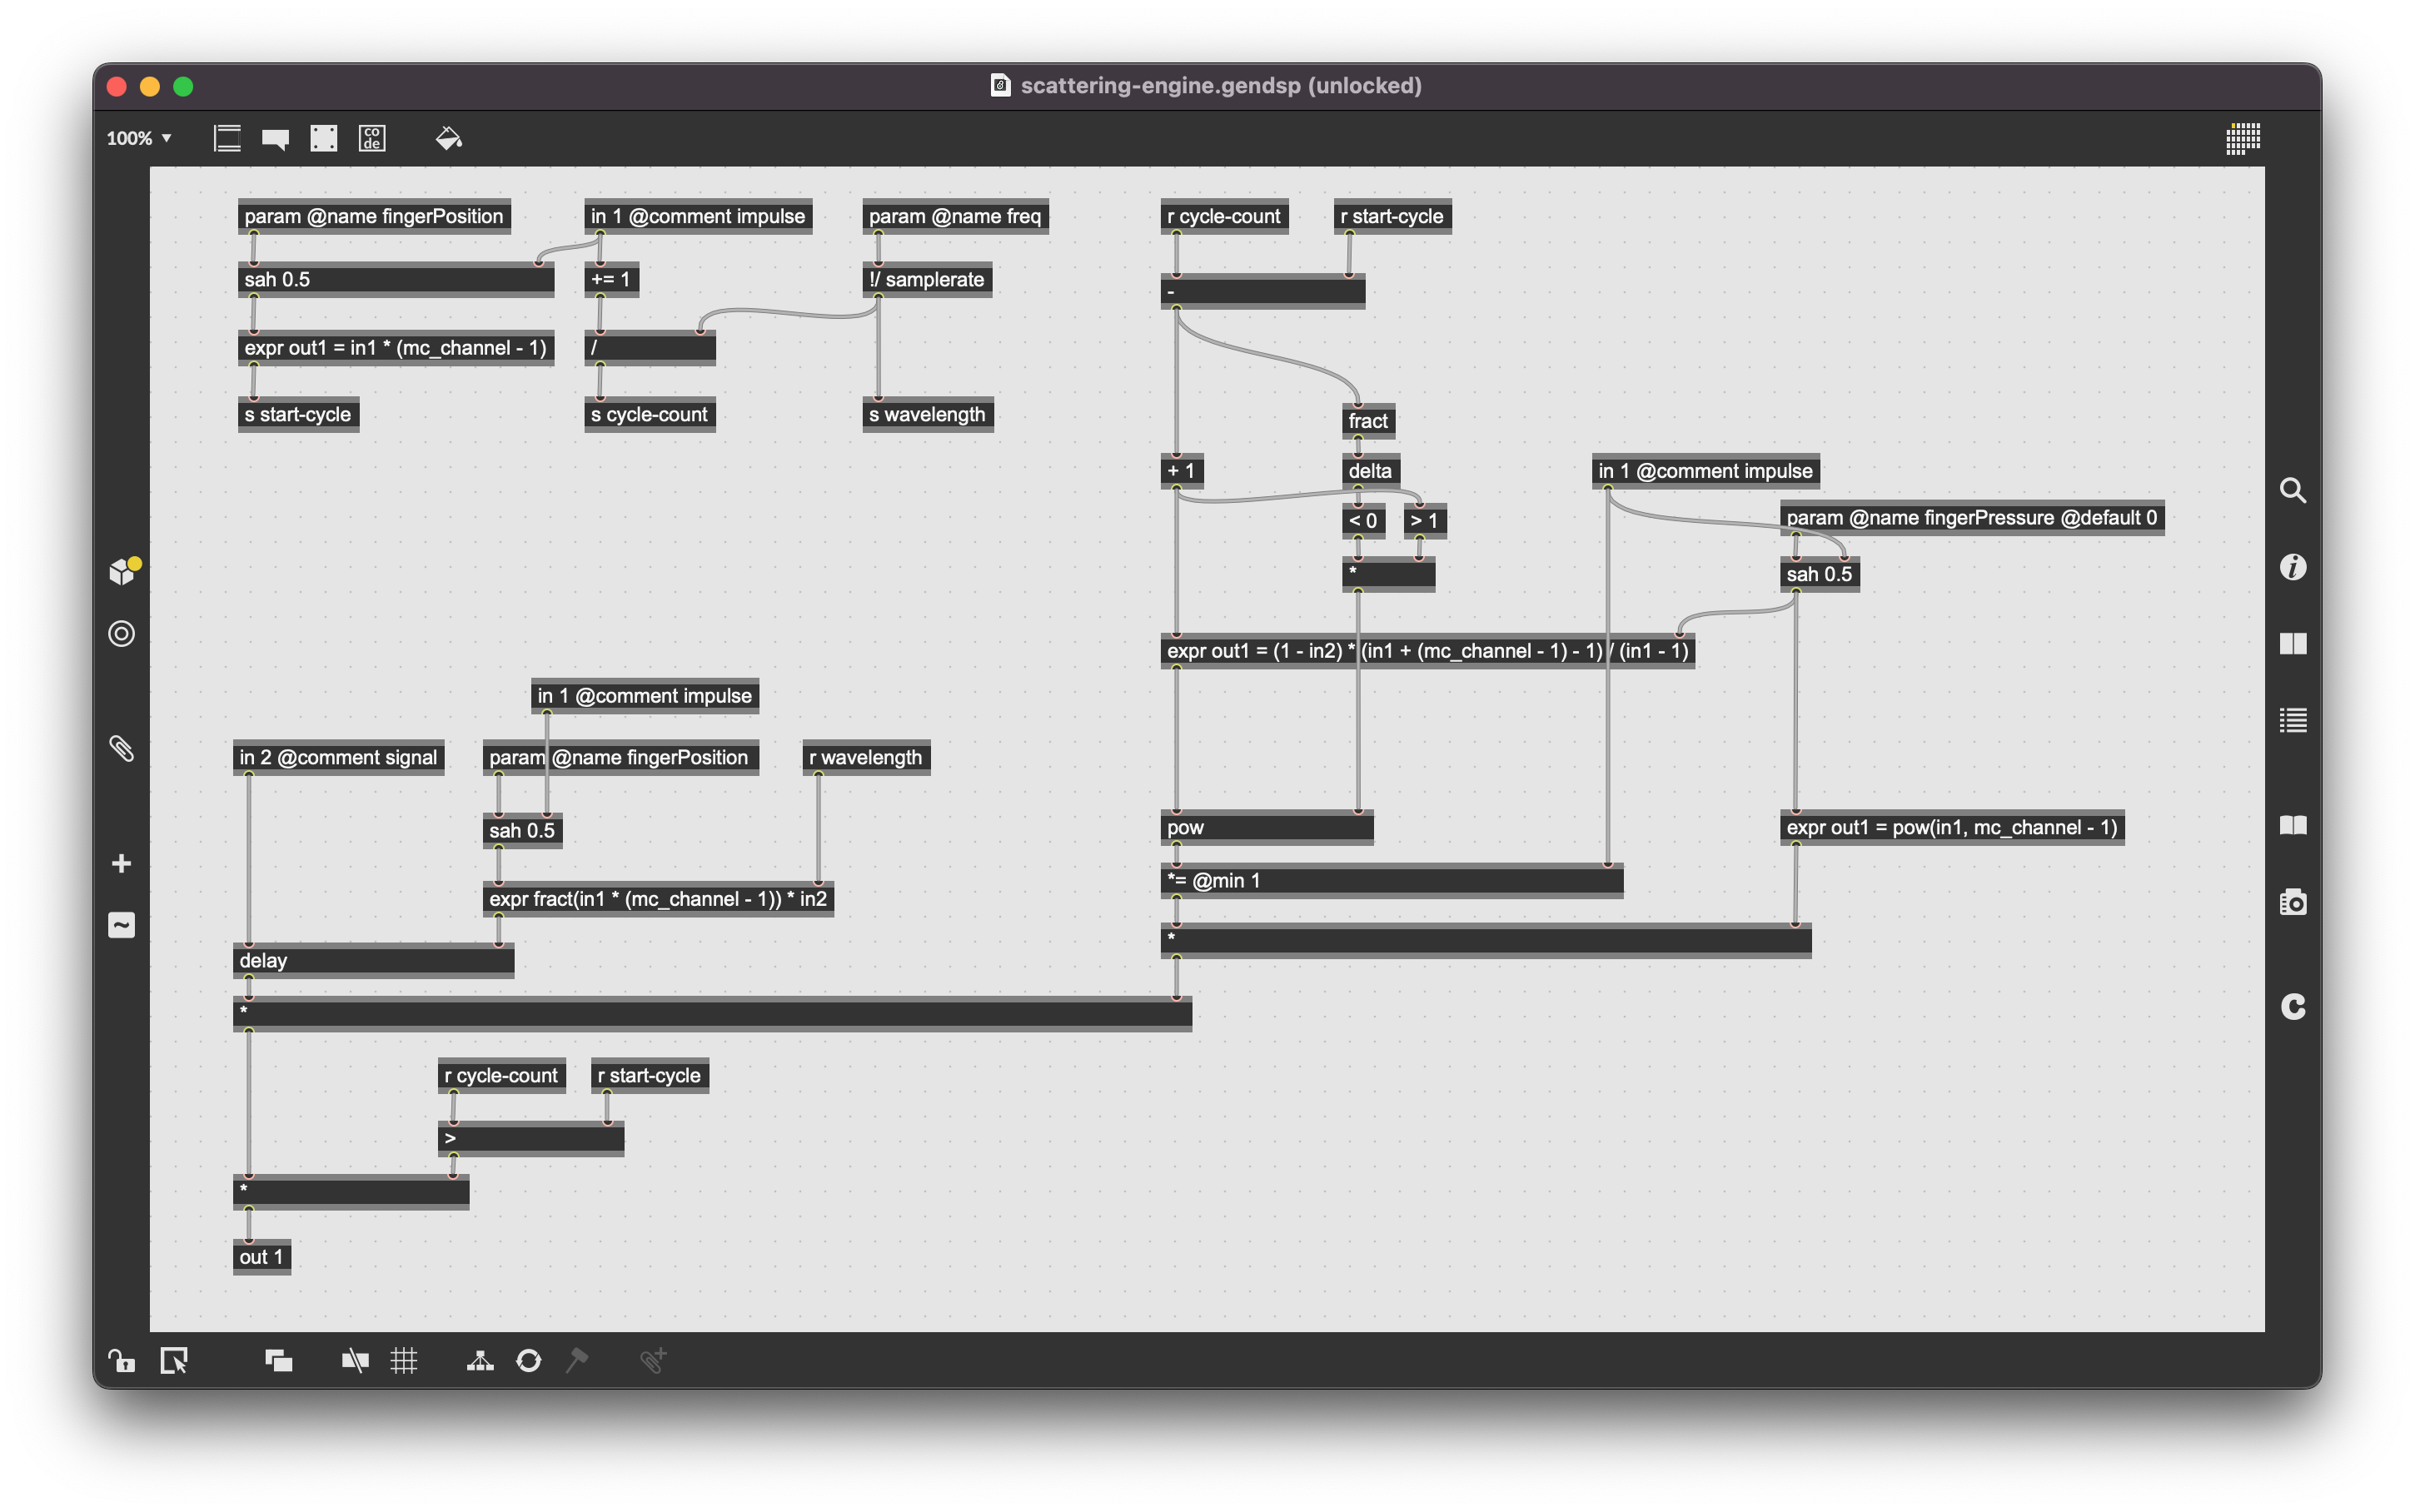 scattering-engine.gendsp (unlocked)
100%
co
de
param @name fingerPosition
in 1 @comment impulse
param @name freq
r cycle-count
r start-cycle
sah 0.5
+= 1
!/ samplerate
-
expr out1 = in1 * (mc_channel - 1)
/
s start-cycle
s cycle-count
s wavelength
fract
+ 1
delta
in 1 @comment impulse
< 0
> 1
param @name fingerPressure @default 0
*
sah 0.5
expr out1 = (1 - in2) * (in1 + (mc_channel - 1) - 1) / (in1 - 1)
in 1 @comment impulse
in 2 @comment signal
param @name fingerPosition
r wavelength
sah 0.5
pow
expr out1 = pow(in1, mc_channel - 1)
*= @min 1
expr fract(in1 * (mc_channel - 1)) * in2
*
delay
*
r cycle-count
r start-cycle
>
*
out 1